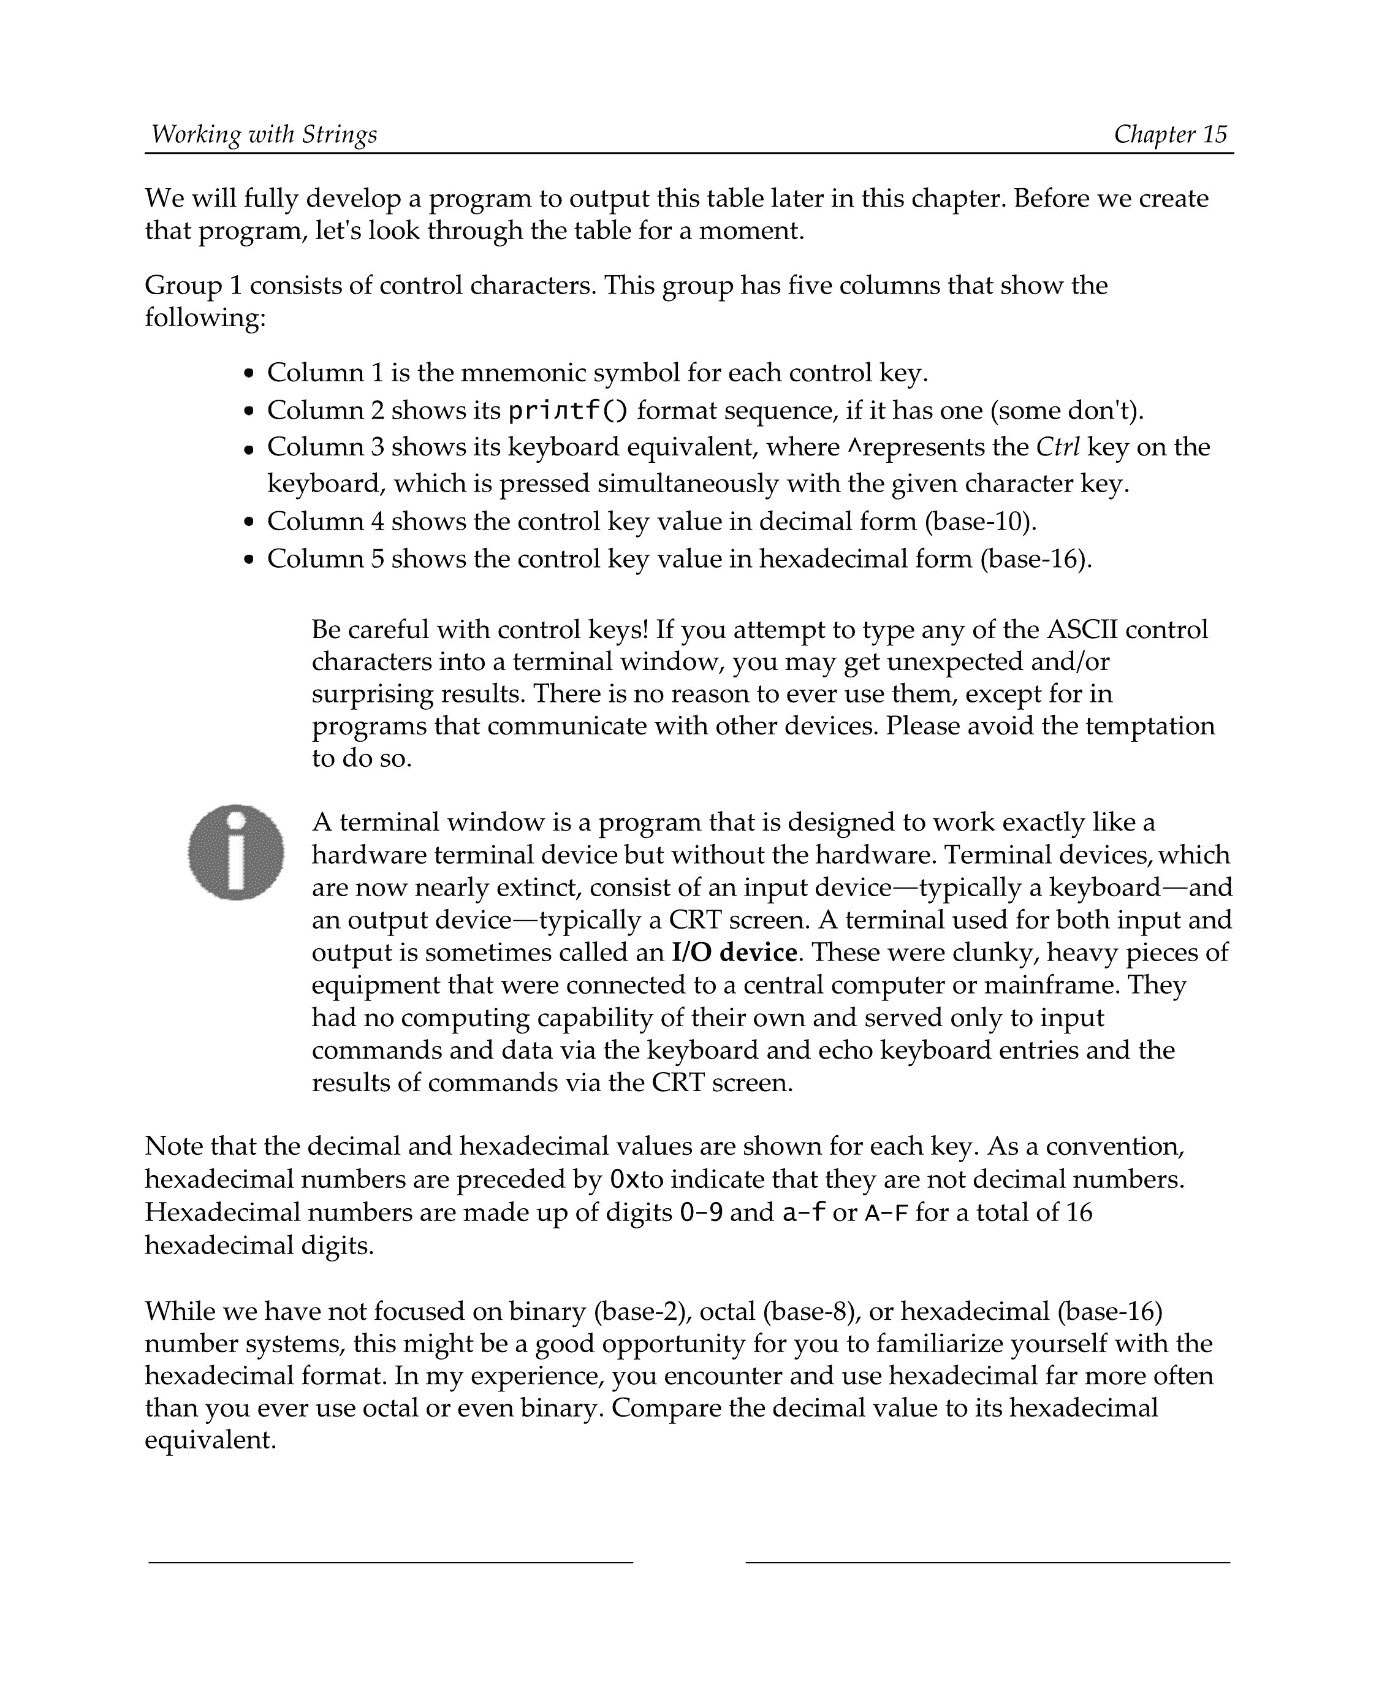 Working with Strings Chapter 15
We will fully develop a program to output this table later in this chapter. Before we create
that program, let's look through the table for a moment.
Group 1 consists of control characters. This group has five columns that show the
following:
• Column 1 is the mnemonic symbol for each control key.
• Column 2 shows its printf() format sequence, if it has one (some don't).
• Column 3 shows its keyboard equivalent, where ^represents the Ctrl key on the
keyboard, which is pressed simultaneously with the given character key.
• Column 4 shows the control key value in decimal form (base-10).
• Column 5 shows the control key value in hexadecimal form (base-16).
Be careful with control keys! If you attempt to type any of the ASCII control
characters into a terminal window, you may get unexpected and/or
surprising results. There is no reason to ever use them, except for in
programs that communicate with other devices. Please avoid the temptation
to do so.
A terminal window is a program that is designed to work exactly like a
hardware terminal device but without the hardware. Terminal devices, which
are now nearly extinct, consist of an input device—typically a keyboard—and
an output device—typically a CRT screen. A terminal used for both input and
output is sometimes called an I/O device. These were clunky, heavy pieces of
equipment that were connected to a central computer or mainframe. They
had no computing capability of their own and served only to input
commands and data via the keyboard and echo keyboard entries and the
results of commands via the CRT screen.
Note that the decimal and hexadecimal values are shown for each key. As a convention,
hexadecimal numbers are preceded by 0xto indicate that they are not decimal numbers.
Hexadecimal numbers are made up of digits 0-9 and a-f or A-F for a total of 16
hexadecimal digits.
While we have not focused on binary (base-2), octal (base-8), or hexadecimal (base-16)
number systems, this might be a good opportunity for you to familiarize yourself with the
hexadecimal format. In my experience, you encounter and use hexadecimal far more often
than you ever use octal or even binary. Compare the decimal value to its hexadecimal
equivalent.